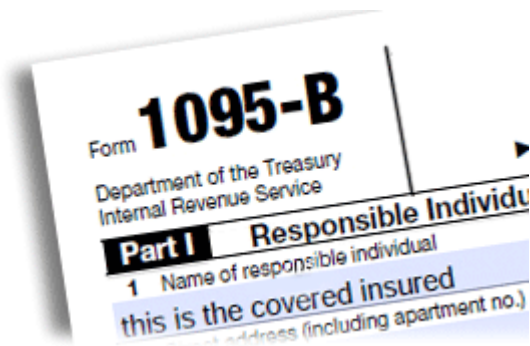 Form 1095-B
Department of the Treasury
Internal Revenue Service
Part I Responsible
1 Name of responsible individual
this is the covered insured
address (including apartment no.)